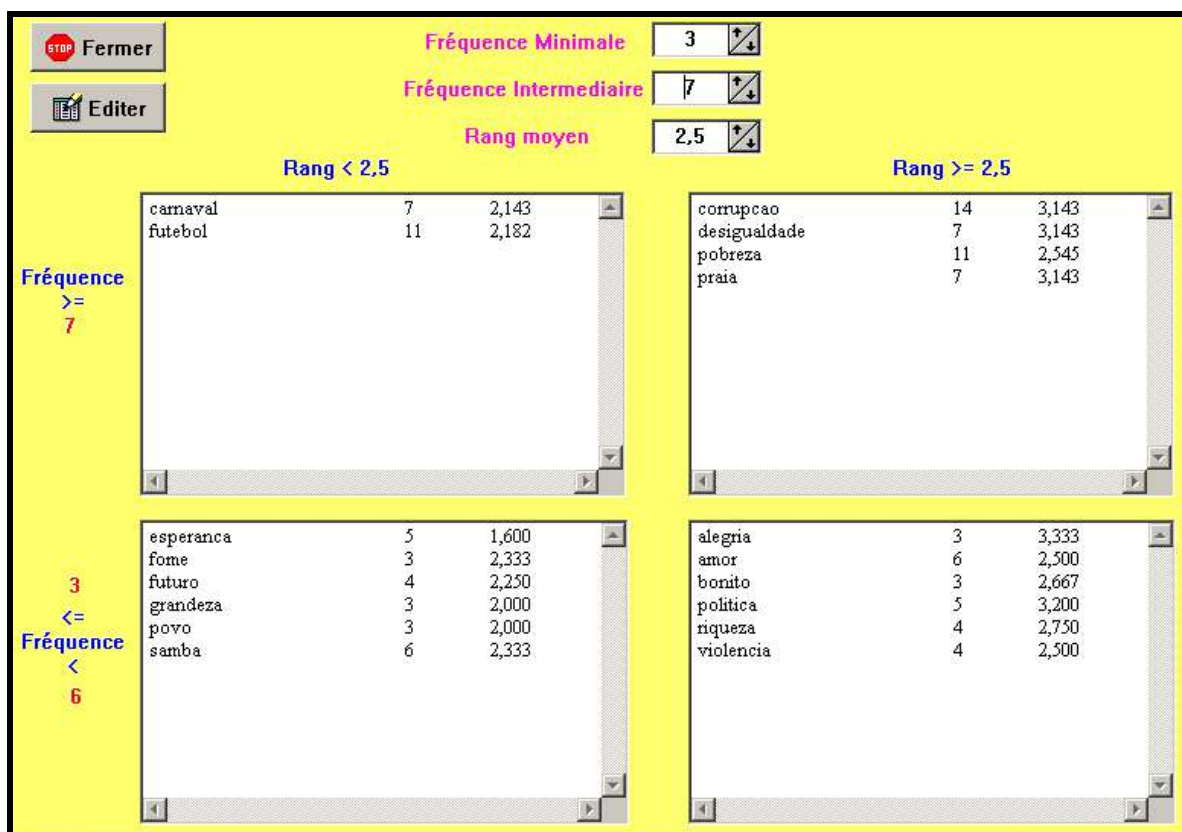 STOP Fermer
Fréquence Minimale 3
Editer
Fréquence Intermediaire 7
Rang moyen 2,5
Rang < 2,5
Rang >= 2,5
Fréquence
>=
7
carnaval 7 2,143
futebol 11 2,182
corrupcao 14 3,143
desigualdade 7 3,143
pobreza 11 2,545
praia 7 3,143
3
<=
Fréquence
<
6
esperanca 5 1,600
fome 3 2,333
futuro 4 2,250
grandeza 3 2,000
povo 3 2,000
samba 6 2,333
alegria 3 3,333
amor 6 2,500
bonito 3 2,667
politica 5 3,200
riqueza 4 2,750
violencia 4 2,500